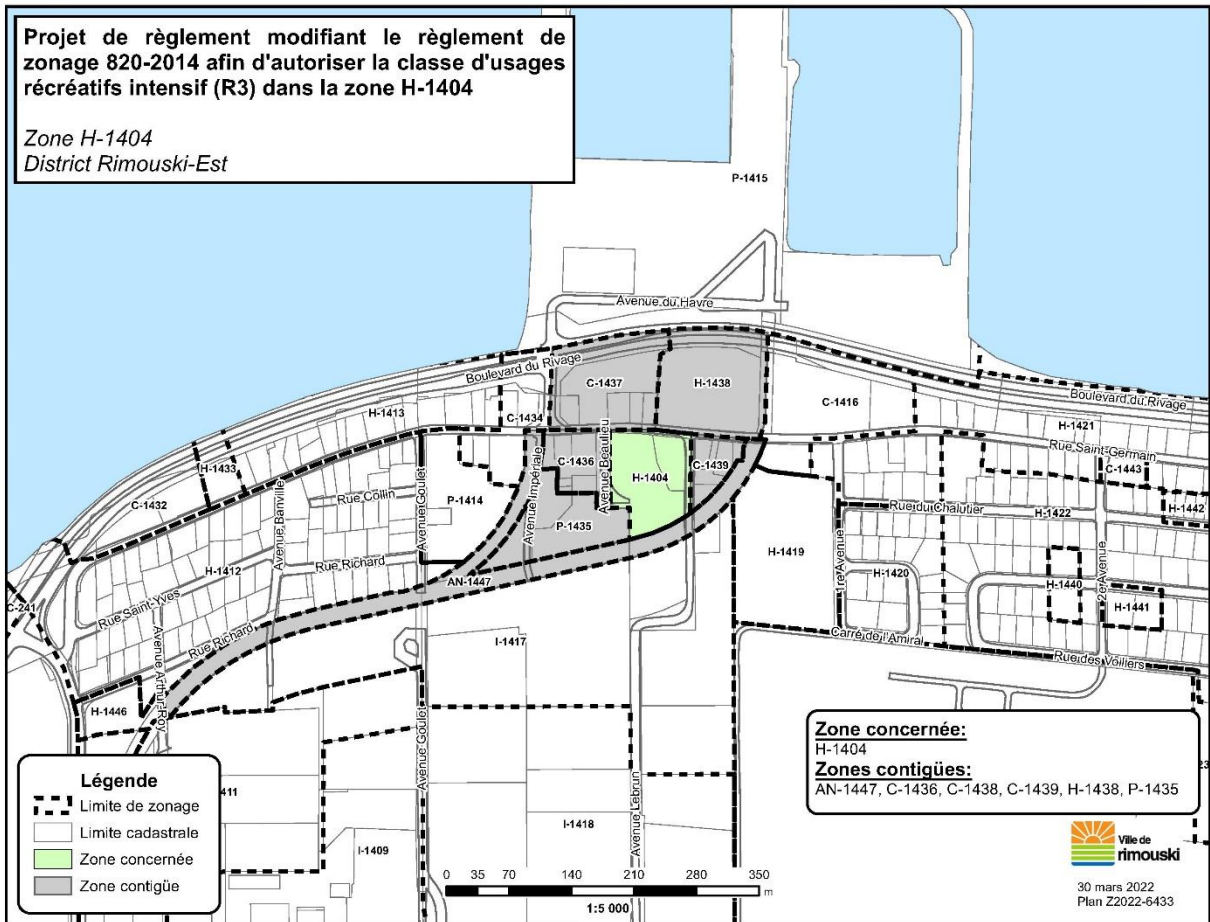 Projet de règlement modifiant le règlement de
zonage 820-2014 afin d'autoriser la classe d'usages
récréatifs intensif (R3) dans la zone H-1404
Zone H-1404
District Rimouski-Est
P-1415
Avenue du Havre
Boulevard du Rivage
C-1437
H-1438
C-1416
Boulevard du Rivage
H-1413
C-1434
H-1421
Rue Saint-Germain
H-1433
C-1432
Avenue Banville
Rue Collin
Avenue Goulet
P-1414
Avenue Impériale
C-1436
Avenue Beaulieu
H-1404
C-1439
C-1443
H-1442
Rue du Chalutier
H-1422
P-1435
H-1412
Rue Richard
AN-1447
H-1419
1re Avenue
H-1420
H-1440
2e Avenue
H-1441
C-241
Rue Saint-Yves
Rue Richard
Avenue Arthur-Roy
I-1417
Carré de l'Amiral
Rue des Voiliers
H-1446
Avenue Goulet
Avenue Lebrun
I-1418
I-1409
411
23
Légende
Limite de zonage
Limite cadastrale
Zone concernée
Zone contigüe
Zone concernée:
H-1404
Zones contigües:
AN-1447, C-1436, C-1438, C-1439, H-1438, P-1435
0 35 70 140 210 280 350
m
1:5 000
Ville de
rimouski
30 mars 2022
Plan Z2022-6433